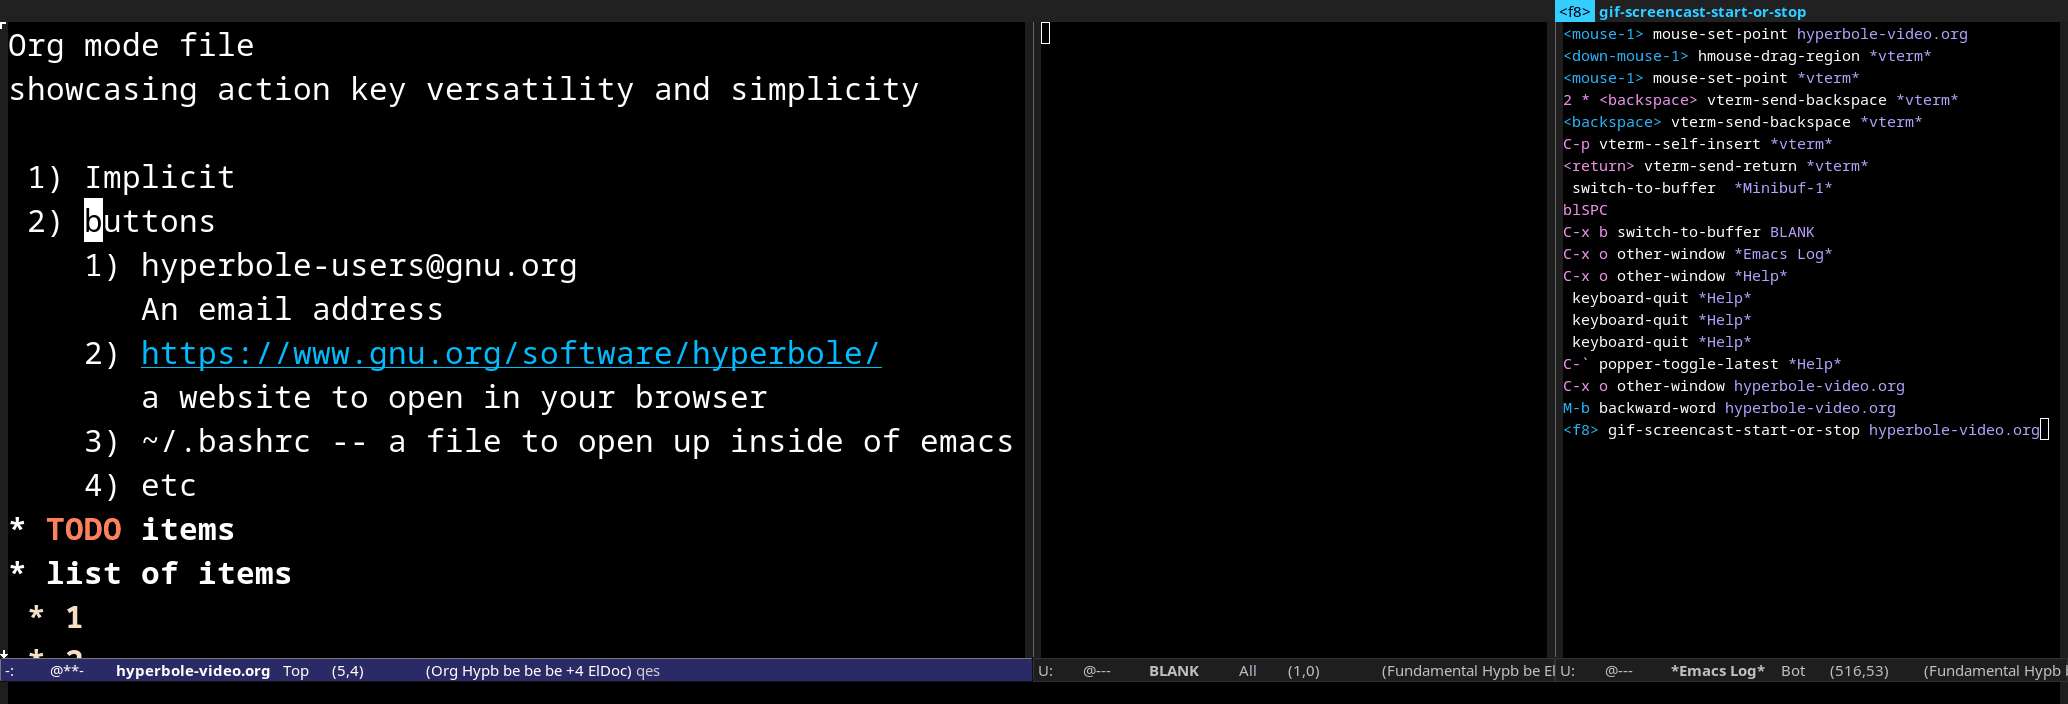 <f8> gif-screencast-start-or-stop
Org mode file
showcasing action key versatility and simplicity
1) Implicit
2) buttons
1) hyperbole-users@gnu.org
An email address
2) https://www.gnu.org/software/hyperbole/
a website to open in your browser
3) ~/.bashrc -- a file to open up inside of emacs
4) etc
* TODO items
* list of items
* 1
* 2
-: @**- hyperbole-video.org Top (5,4) (Org Hypb be be be +4 ElDoc) qes
U: @--- BLANK All (1,0) (Fundamental Hypb be El
<mouse-1> mouse-set-point hyperbole-video.org
<down-mouse-1> hmouse-drag-region *vterm*
<mouse-1> mouse-set-point *vterm*
2 * <backspace> vterm-send-backspace *vterm*
<backspace> vterm-send-backspace *vterm*
C-p vterm--self-insert *vterm*
<return> vterm-send-return *vterm*
switch-to-buffer *Minibuf-1*
blSPC
C-x b switch-to-buffer BLANK
C-x o other-window *Emacs Log*
C-x o other-window *Help*
keyboard-quit *Help*
keyboard-quit *Help*
keyboard-quit *Help*
C-` popper-toggle-latest *Help*
C-x o other-window hyperbole-video.org
M-b backward-word hyperbole-video.org
<f8> gif-screencast-start-or-stop hyperbole-video.org
U: @--- *Emacs Log* Bot (516,53) (Fundamental Hypb